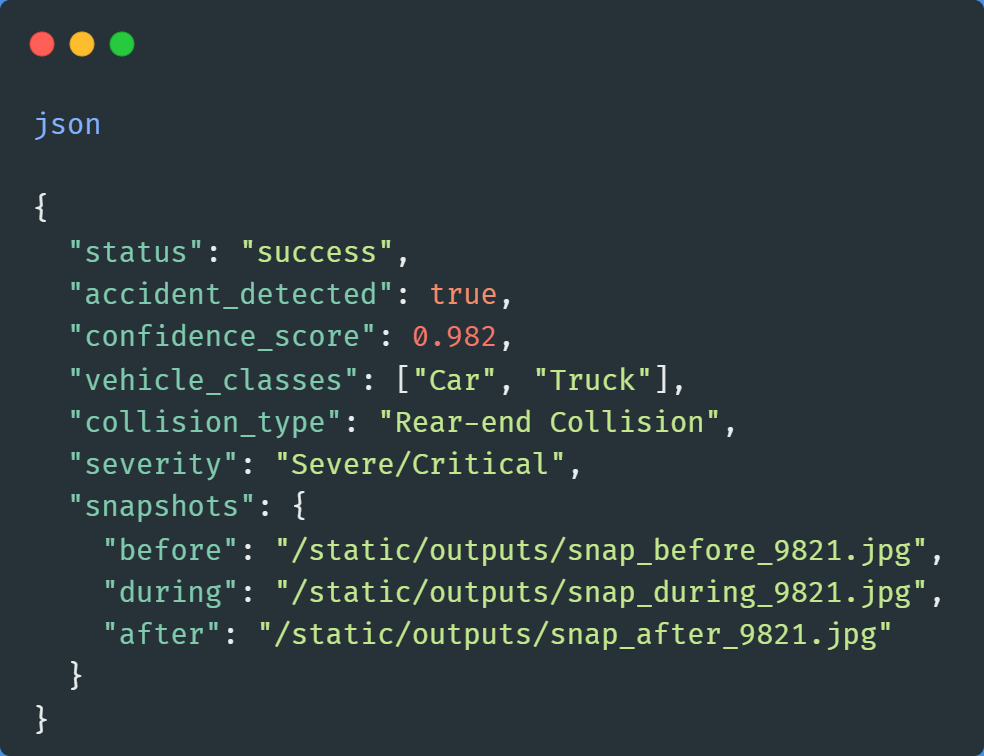 json
{
  "status": "success",
  "accident_detected": true,
  "confidence_score": 0.982,
  "vehicle_classes": ["Car", "Truck"],
  "collision_type": "Rear-end Collision",
  "severity": "Severe/Critical",
  "snapshots": {
    "before": "/static/outputs/snap_before_9821.jpg",
    "during": "/static/outputs/snap_during_9821.jpg",
    "after": "/static/outputs/snap_after_9821.jpg"
  }
}